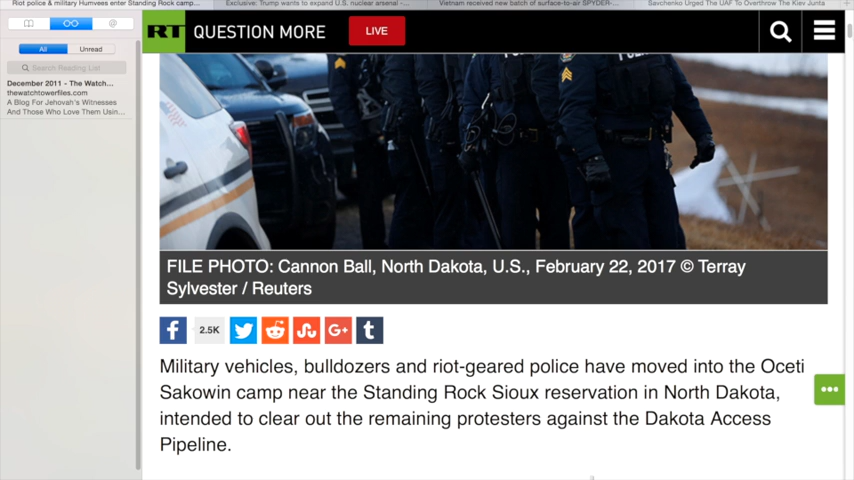 Riot police & military Humvees enter Standing Rock camp...
Exclusive: Trump wants to expand U.S. nuclear arsenal -...
Vietnam received new batch of surface-to-air SPYDER-...
Savchenko Urged The UAF To Overthrow The Kiev Junta
All
Unread
Search Reading List
December 2011 - The Watch...
thewatchtowerfiles.com
A Blog For Jehovah's Witnesses
And Those Who Love Them Usin...
RT
QUESTION MORE
LIVE
FILE PHOTO: Cannon Ball, North Dakota, U.S., February 22, 2017 © Terray
Sylvester / Reuters
2.5K
Military vehicles, bulldozers and riot-geared police have moved into the Oceti
Sakowin camp near the Standing Rock Sioux reservation in North Dakota,
intended to clear out the remaining protesters against the Dakota Access
Pipeline.